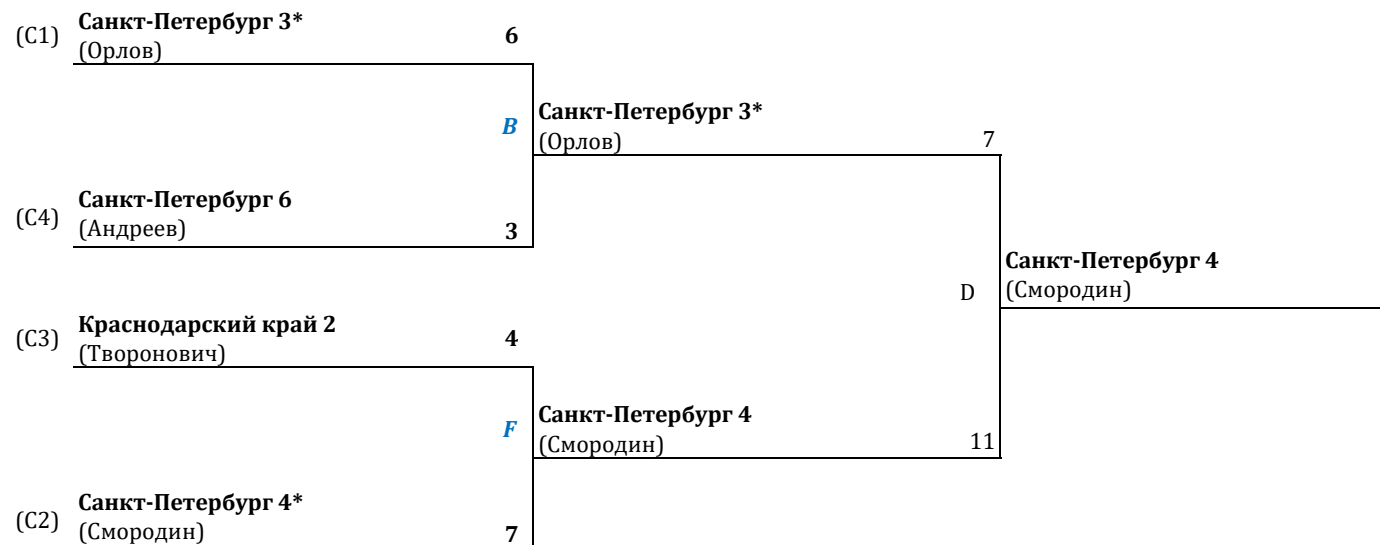 (C1) Санкт-Петербург 3* 6
(Орлов)
B Санкт-Петербург 3*
(Орлов) 7
(C4) Санкт-Петербург 6
(Андреев) 3
D Санкт-Петербург 4
(Смородин)
(C3) Краснодарский край 2 4
(Творонович)
F Санкт-Петербург 4
(Смородин) 11
(C2) Санкт-Петербург 4*
(Смородин) 7